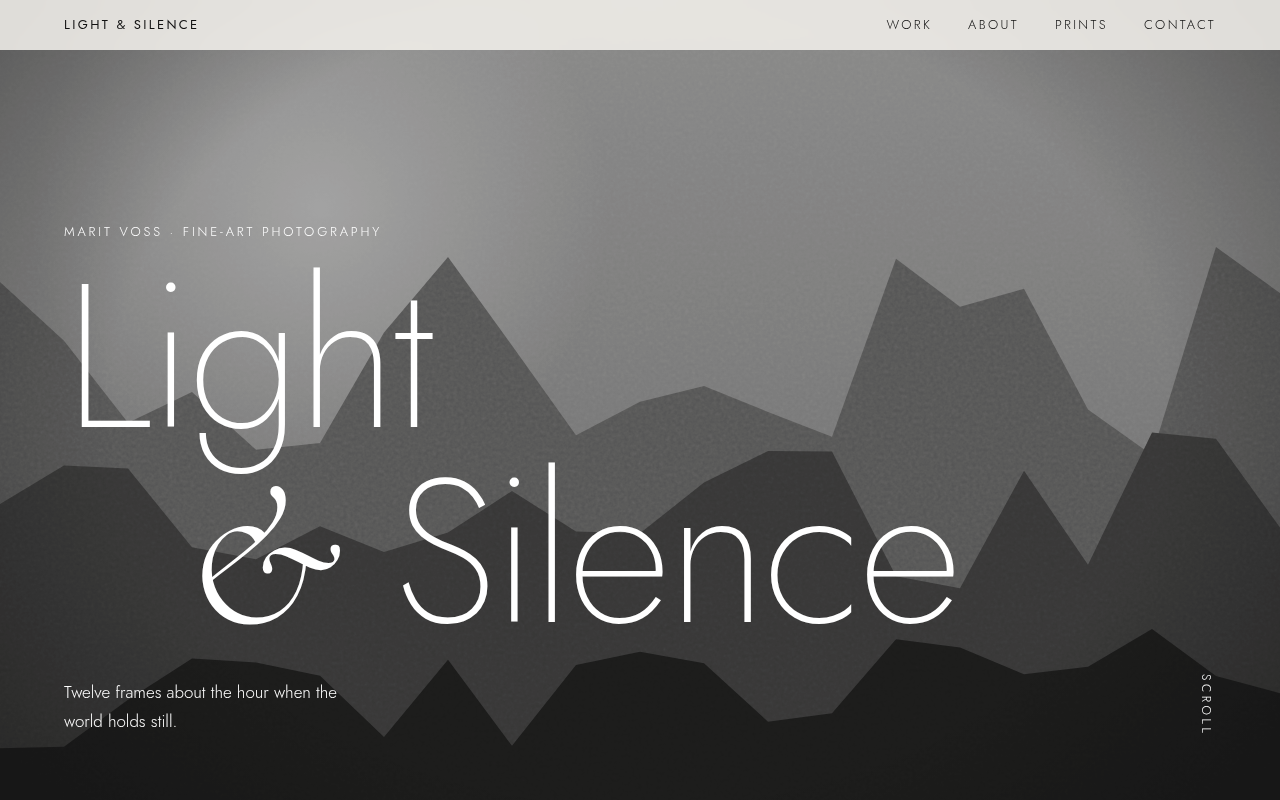 LIGHT & SILENCE
WORK ABOUT PRINTS CONTACT
MARIT VOSS · FINE-ART PHOTOGRAPHY
Light
& Silence
Twelve frames about the hour when the
world holds still.
SCROLL